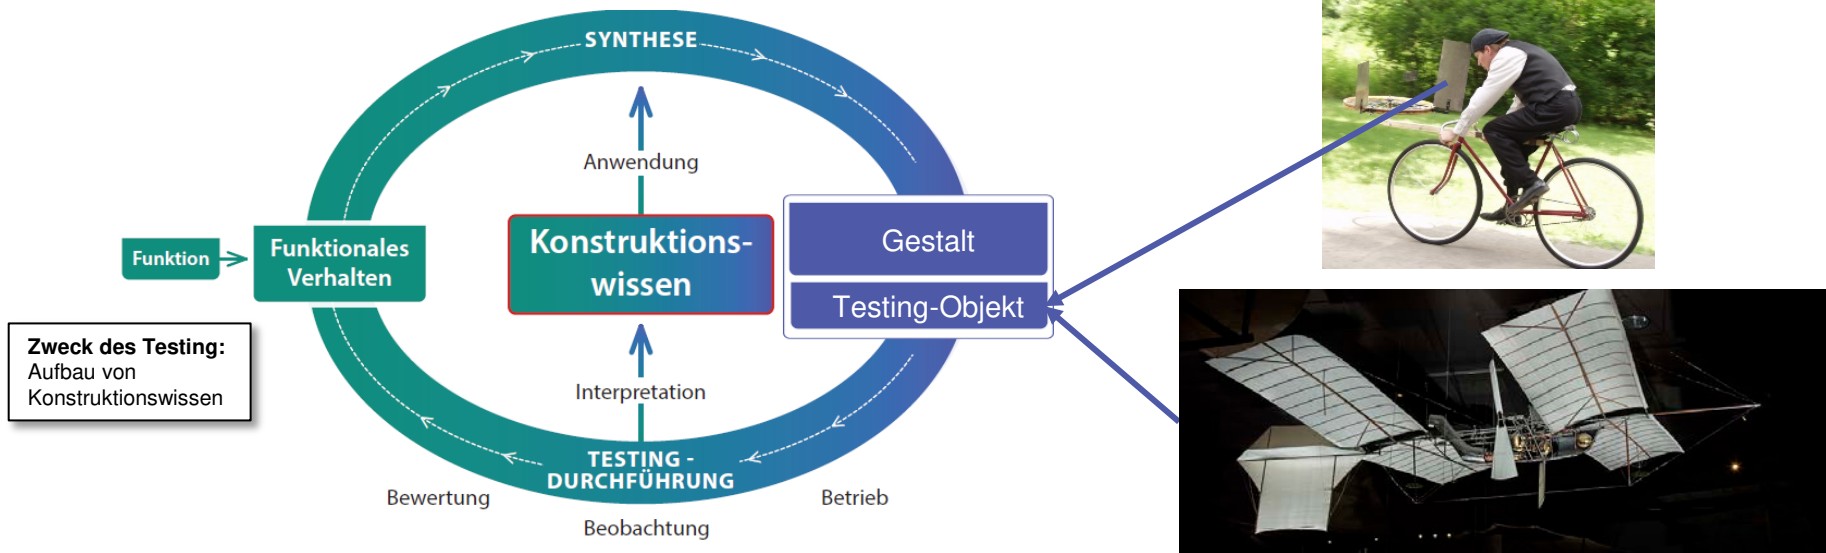 SYNTHESE
Anwendung
Funktion
Funktionales
Verhalten
Konstruktions-
wissen
Gestalt
Testing-Objekt
Zweck des Testing:
Aufbau von
Konstruktionswissen
Interpretation
TESTING -
DURCHFÜHRUNG
Bewertung
Beobachtung
Betrieb